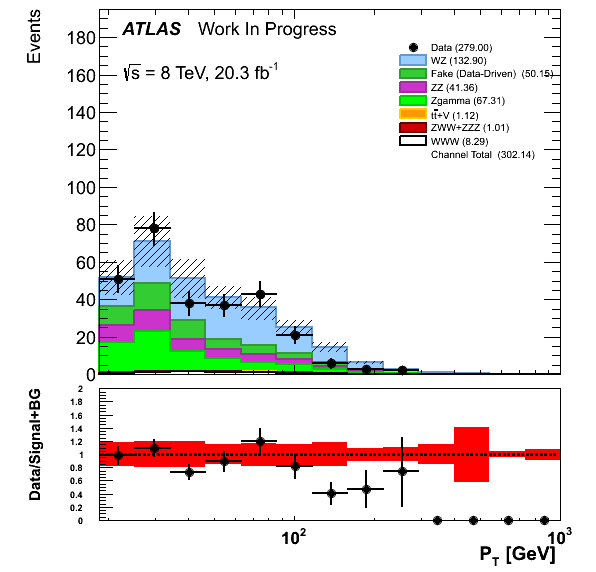 ATLAS Work In Progress
√s = 8 TeV, 20.3 fb⁻¹
Events
180
160
140
120
100
80
60
40
20
0
Data (279.00)
WZ (132.90)
Fake (Data-Driven) (50.15)
ZZ (41.36)
Zgamma (67.31)
tt̄+V (1.12)
ZWW+ZZZ (1.01)
WWW (8.29)
Channel Total (302.14)
Data/Signal+BG
2
1.8
1.6
1.4
1.2
1
0.8
0.6
0.4
0.2
0
10² 10³
P_T [GeV]